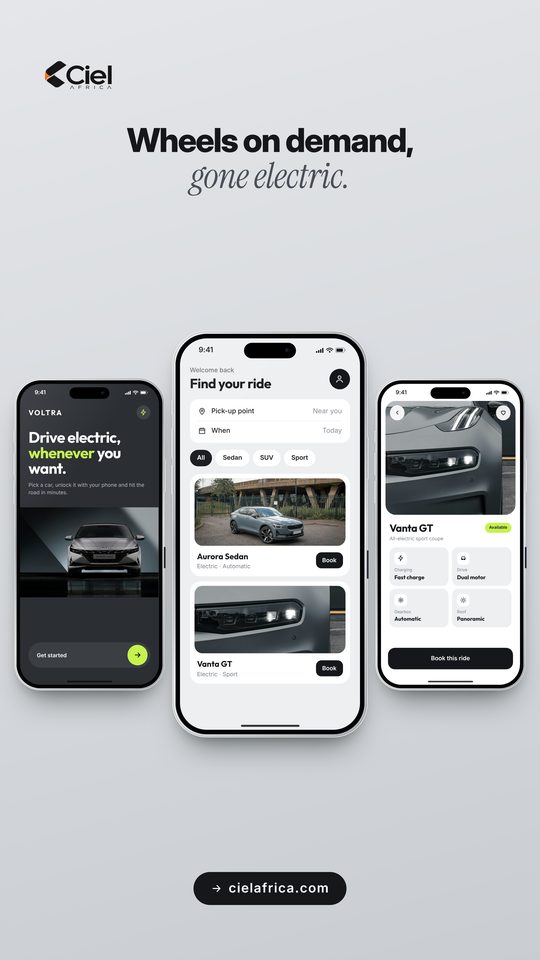 Ciel
AFRICA
Wheels on demand,
gone electric.
9:41
VOLTRA
Drive electric,
whenever you
want.
Pick a car, unlock it with your phone and hit the
road in minutes.
Get started
9:41
Welcome back
Find your ride
Pick-up point Near you
When Today
All Sedan SUV Sport
Aurora Sedan
Electric · Automatic
Book
Vanta GT
Electric · Sport
Book
9:41
Vanta GT
Available
All-electric sport coupe
Charging
Fast charge
Drive
Dual motor
Gearbox
Automatic
Roof
Panoramic
Book this ride
→ cielafrica.com